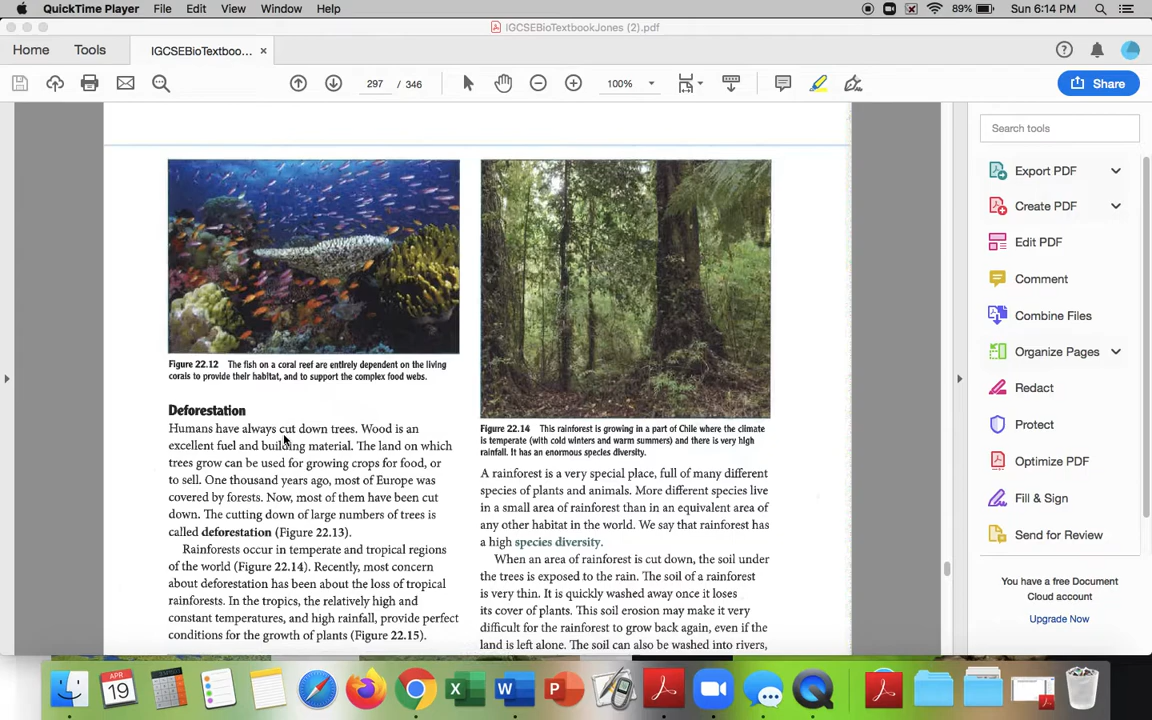 QuickTime Player File Edit View Window Help 89% Sun 6:14 PM
IGCSEBioTextbookJones (2).pdf
Home Tools IGCSEBioTextboo... ×
297 / 346 100% Share
Search tools
Export PDF
Create PDF
Edit PDF
Comment
Combine Files
Organize Pages
Redact
Protect
Optimize PDF
Fill & Sign
Send for Review
You have a free Document
Cloud account
Upgrade Now
Figure 22.12 The fish on a coral reef are entirely dependent on the living
corals to provide their habitat, and to support the complex food webs.
Deforestation
Humans have always cut down trees. Wood is an
excellent fuel and building material. The land on which
trees grow can be used for growing crops for food, or
to sell. One thousand years ago, most of Europe was
covered by forests. Now, most of them have been cut
down. The cutting down of large numbers of trees is
called deforestation (Figure 22.13).
Rainforests occur in temperate and tropical regions
of the world (Figure 22.14). Recently, most concern
about deforestation has been about the loss of tropical
rainforests. In the tropics, the relatively high and
constant temperatures, and high rainfall, provide perfect
conditions for the growth of plants (Figure 22.15).
Figure 22.14 This rainforest is growing in a part of Chile where the climate
is temperate (with cold winters and warm summers) and there is very high
rainfall. It has an enormous species diversity.
A rainforest is a very special place, full of many different
species of plants and animals. More different species live
in a small area of rainforest than in an equivalent area of
any other habitat in the world. We say that rainforest has
a high species diversity.
When an area of rainforest is cut down, the soil under
the trees is exposed to the rain. The soil of a rainforest
is very thin. It is quickly washed away once it loses
its cover of plants. This soil erosion may make it very
difficult for the rainforest to grow back again, even if the
land is left alone. The soil can also be washed into rivers,
APR
19